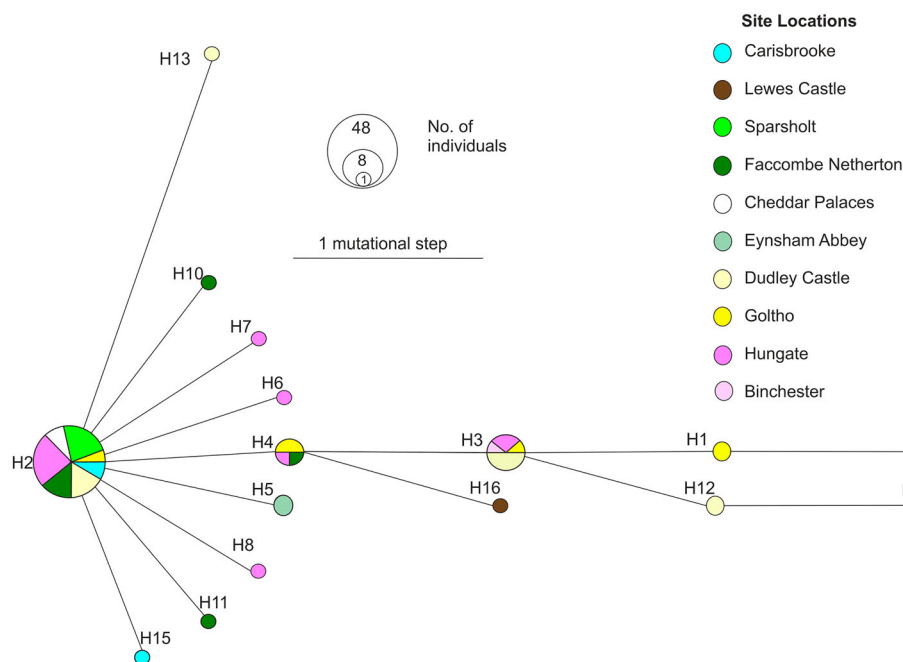 Site Locations
Carisbrooke
Lewes Castle
Sparsholt
Faccombe Netherton
Cheddar Palaces
Eynsham Abbey
Dudley Castle
Goltho
Hungate
Binchester
No. of
individuals
48
8
1
1 mutational step
H13
H10
H7
H6
H4
H3
H1
H2
H16
H12
H5
H8
H11
H15